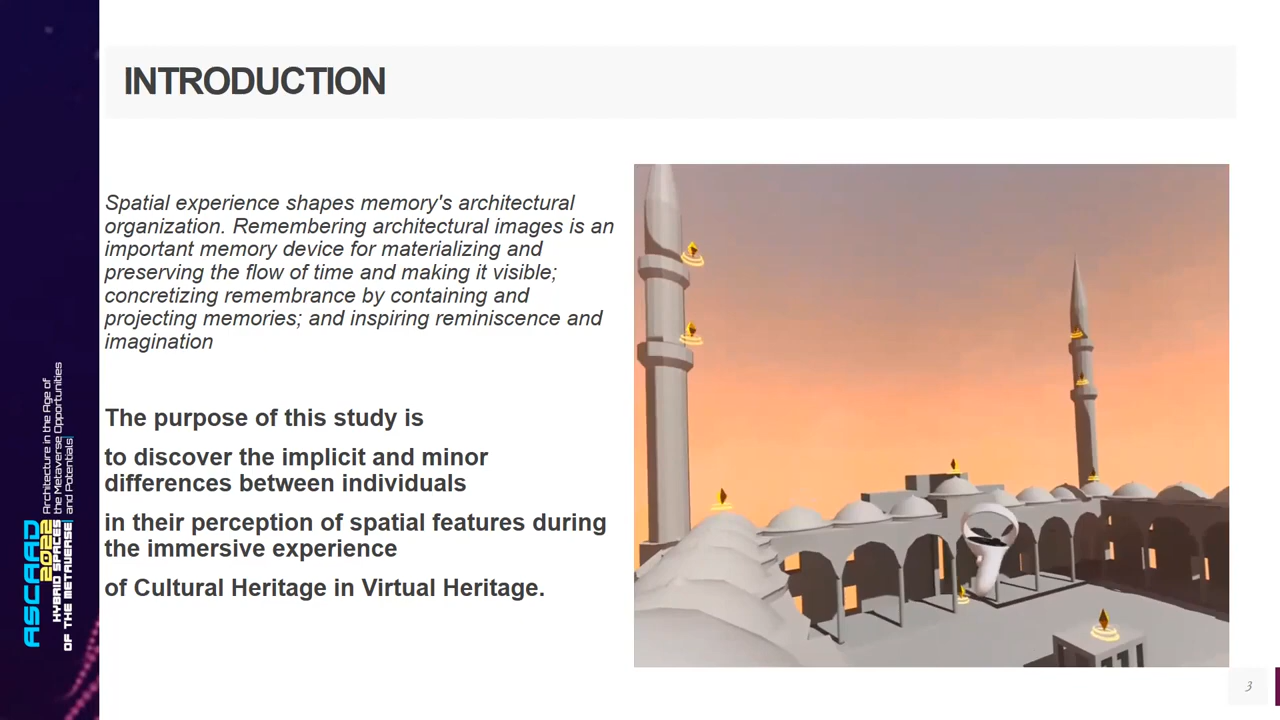 INTRODUCTION
Spatial experience shapes memory's architectural
organization. Remembering architectural images is an
important memory device for materializing and
preserving the flow of time and making it visible;
concretizing remembrance by containing and
projecting memories; and inspiring reminiscence and
imagination
The purpose of this study is
to discover the implicit and minor
differences between individuals
in their perception of spatial features during
the immersive experience
of Cultural Heritage in Virtual Heritage.
ASCAAD
2022
HYBRID SPACES
OF THE METAVERSE
Architecture in the Age of
the Metaverse Opportunities
and Potentials
3